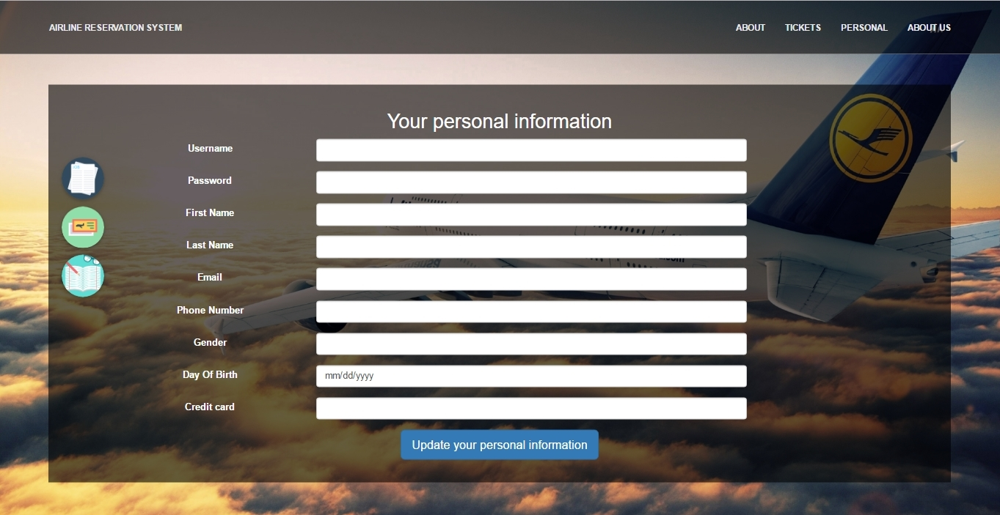 AIRLINE RESERVATION SYSTEM
ABOUT TICKETS PERSONAL ABOUT US
Your personal information
Username
Password
First Name
Last Name
Email
Phone Number
Gender
Day Of Birth mm/dd/yyyy
Credit card
Update your personal information